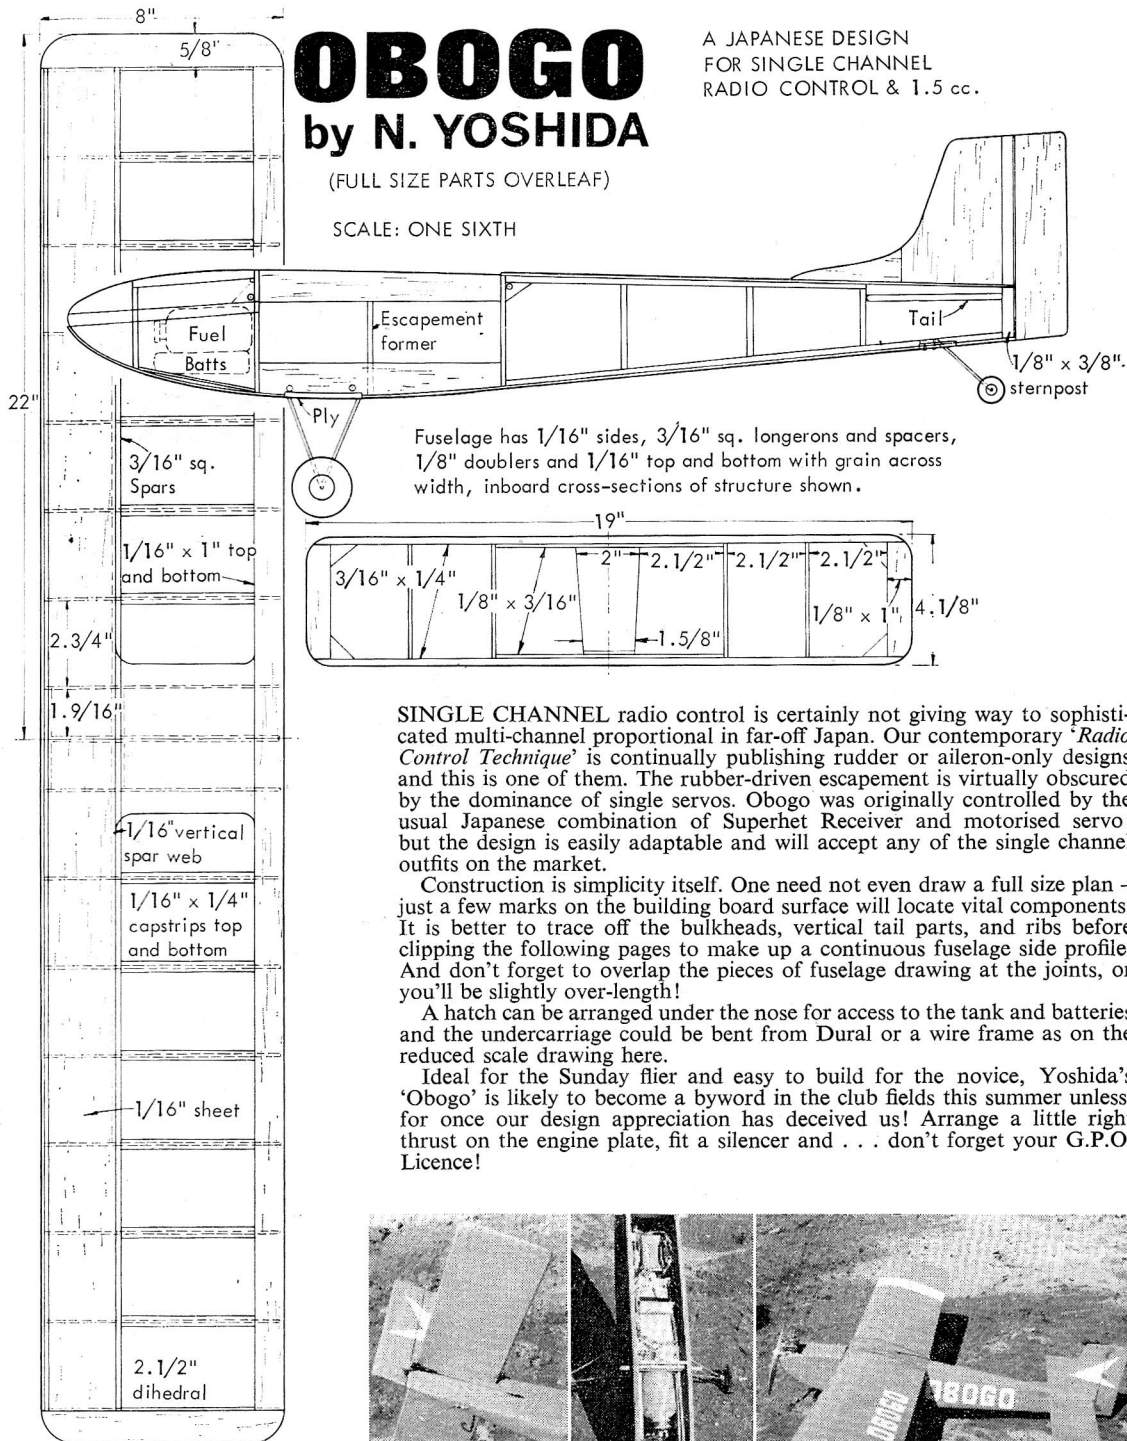 8"
5/8"
OBOGO
by N. YOSHIDA
(FULL SIZE PARTS OVERLEAF)
SCALE: ONE SIXTH
A JAPANESE DESIGN
FOR SINGLE CHANNEL
RADIO CONTROL & 1.5 cc.
Fuel
Batts
Escapement
former
Tail
1/8" x 3/8"
sternpost
Ply
22"
3/16" sq.
Spars
Fuselage has 1/16" sides, 3/16" sq. longerons and spacers,
1/8" doublers and 1/16" top and bottom with grain across
width, inboard cross-sections of structure shown.
1/16" x 1" top
and bottom
19"
3/16" x 1/4"
1/8" x 3/16"
2"
2.1/2"
2.1/2"
2.1/2"
1/8" x 1"
4.1/8"
1.5/8"
2.3/4"
1.9/16"
1/16" vertical
spar web
1/16" x 1/4"
capstrips top
and bottom
1/16" sheet
2.1/2"
dihedral
SINGLE CHANNEL radio control is certainly not giving way to sophisti-
cated multi-channel proportional in far-off Japan. Our contemporary ‘Radio
Control Technique’ is continually publishing rudder or aileron-only designs
and this is one of them. The rubber-driven escapement is virtually obscured
by the dominance of single servos. Obogo was originally controlled by the
usual Japanese combination of Superhet Receiver and motorised servo
but the design is easily adaptable and will accept any of the single channel
outfits on the market.
Construction is simplicity itself. One need not even draw a full size plan –
just a few marks on the building board surface will locate vital components
It is better to trace off the bulkheads, vertical tail parts, and ribs before
clipping the following pages to make up a continuous fuselage side profile.
And don’t forget to overlap the pieces of fuselage drawing at the joints, or
you’ll be slightly over-length!
A hatch can be arranged under the nose for access to the tank and batteries
and the undercarriage could be bent from Dural or a wire frame as on the
reduced scale drawing here.
Ideal for the Sunday flier and easy to build for the novice, Yoshida’s
‘Obogo’ is likely to become a byword in the club fields this summer unless
for once our design appreciation has deceived us! Arrange a little right
thrust on the engine plate, fit a silencer and . . . don’t forget your G.P.O.
Licence!
OBOGO
OBOGO